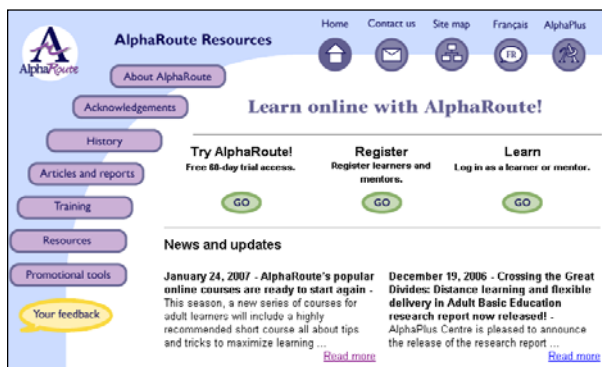 AlphaRoute Resources
Home
Contact us
Site map
Français
AlphaPlus
A
AlphaRoute
FR
About AlphaRoute
Acknowledgements
History
Articles and reports
Training
Resources
Promotional tools
Your feedback
Learn online with AlphaRoute!
Try AlphaRoute!
Free 60-day trial access.
GO
Register
Register learners and
mentors.
GO
Learn
Log in as a learner or mentor.
GO
News and updates
January 24, 2007 - AlphaRoute's popular
online courses are ready to start again -
This season, a new series of courses for
adult learners will include a highly
recommended short course all about tips
and tricks to maximize learning ...
Read more
December 19, 2006 - Crossing the Great
Divides: Distance learning and flexible
delivery in Adult Basic Education
research report now released! -
AlphaPlus Centre is pleased to announce
the release of the research report ...
Read more